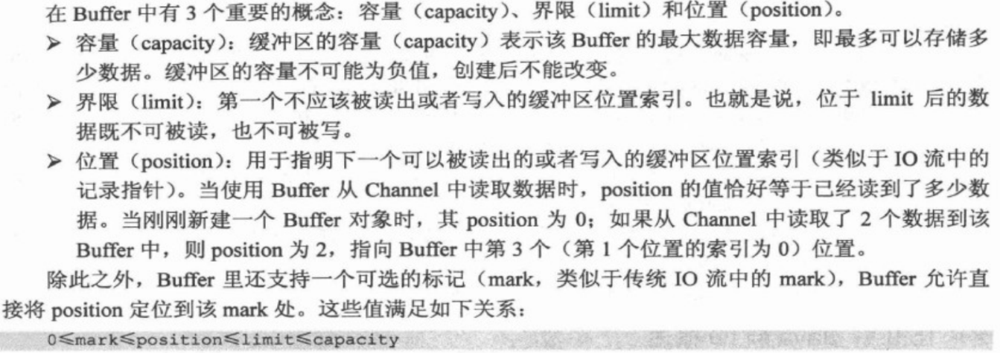 在 Buffer 中有 3 个重要的概念：容量（capacity）、界限（limit）和位置（position）。
➢ 容量（capacity）：缓冲区的容量（capacity）表示该 Buffer 的最大数据容量，即最多可以存储多
少数据。缓冲区的容量不可能为负值，创建后不能改变。
➢ 界限（limit）：第一个不应该被读出或者写入的缓冲区位置索引。也就是说，位于 limit 后的数
据既不可被读，也不可被写。
➢ 位置（position）：用于指明下一个可以被读出的或者写入的缓冲区位置索引（类似于 IO 流中的
记录指针）。当使用 Buffer 从 Channel 中读取数据时，position 的值恰好等于已经读到了多少数
据。当刚刚新建一个 Buffer 对象时，其 position 为 0；如果从 Channel 中读取了 2 个数据到该
Buffer 中，则 position 为 2，指向 Buffer 中第 3 个（第 1 个位置的索引为 0）位置。
除此之外，Buffer 里还支持一个可选的标记（mark，类似于传统 IO 流中的 mark），Buffer 允许直
接将 position 定位到该 mark 处。这些值满足如下关系：
0≤mark≤position≤limit≤capacity